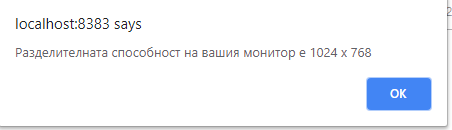 localhost:8383 says
Разделителната способност на вашия монитор е 1024 x 768
OK